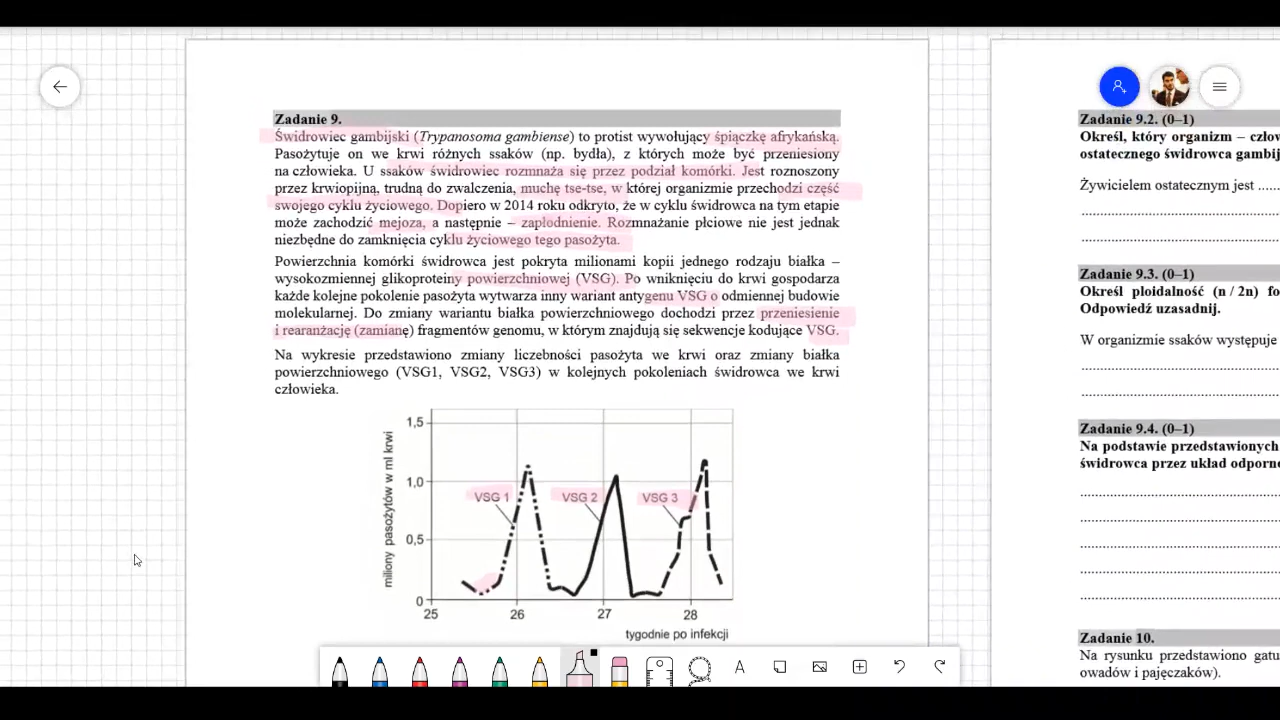 Zadanie 9.
Świdrowiec gambijski (Trypanosoma gambiense) to protist wywołujący śpiączkę afrykańską.
Pasożytuje on we krwi różnych ssaków (np. bydła), z których może być przeniesiony
na człowieka. U ssaków świdrowiec rozmnaża się przez podział komórki. Jest roznoszony
przez krwiopijną, trudną do zwalczenia, muchę tse-tse, w której organizmie przechodzi część
swojego cyklu życiowego. Dopiero w 2014 roku odkryto, że w cyklu świdrowca na tym etapie
może zachodzić mejoza, a następnie – zapłodnienie. Rozmnażanie płciowe nie jest jednak
niezbędne do zamknięcia cyklu życiowego tego pasożyta.
Powierzchnia komórki świdrowca jest pokryta milionami kopii jednego rodzaju białka –
wysokozmiennej glikoproteiny powierzchniowej (VSG). Po wniknięciu do krwi gospodarza
każde kolejne pokolenie pasożyta wytwarza inny wariant antygenu VSG o odmiennej budowie
molekularnej. Do zmiany wariantu białka powierzchniowego dochodzi przez przeniesienie
i rearanżację (zamianę) fragmentów genomu, w którym znajdują się sekwencje kodujące VSG.
Na wykresie przedstawiono zmiany liczebności pasożyta we krwi oraz zmiany białka
powierzchniowego (VSG1, VSG2, VSG3) w kolejnych pokoleniach świdrowca we krwi
człowieka.
miliony pasożytów w ml krwi
1,5
1,0
0,5
0
VSG 1
VSG 2
VSG 3
25
26
27
28
tygodnie po infekcji
A
Zadanie 9.2. (0–1)
Określ, który organizm – czło
ostatecznego świdrowca gambij
Żywicielem ostatecznym jest ....
Zadanie 9.3. (0–1)
Określ ploidalność (n / 2n) fo
Odpowiedź uzasadnij.
W organizmie ssaków występuje
Zadanie 9.4. (0–1)
Na podstawie przedstawionych
świdrowca przez układ odporno
Zadanie 10.
Na rysunku przedstawiono gatu
owadów i pajęczaków).